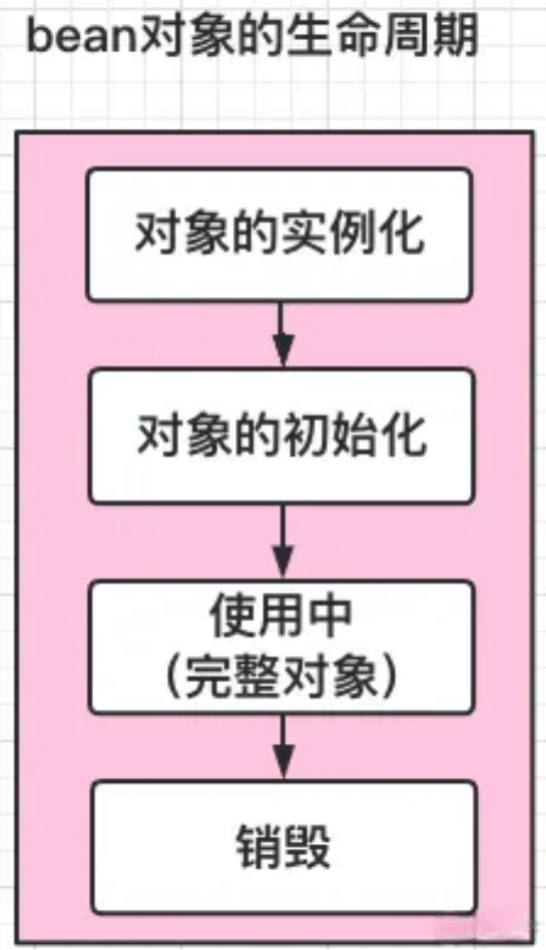 bean对象的生命周期
对象的实例化
对象的初始化
使用中
（完整对象）
销毁